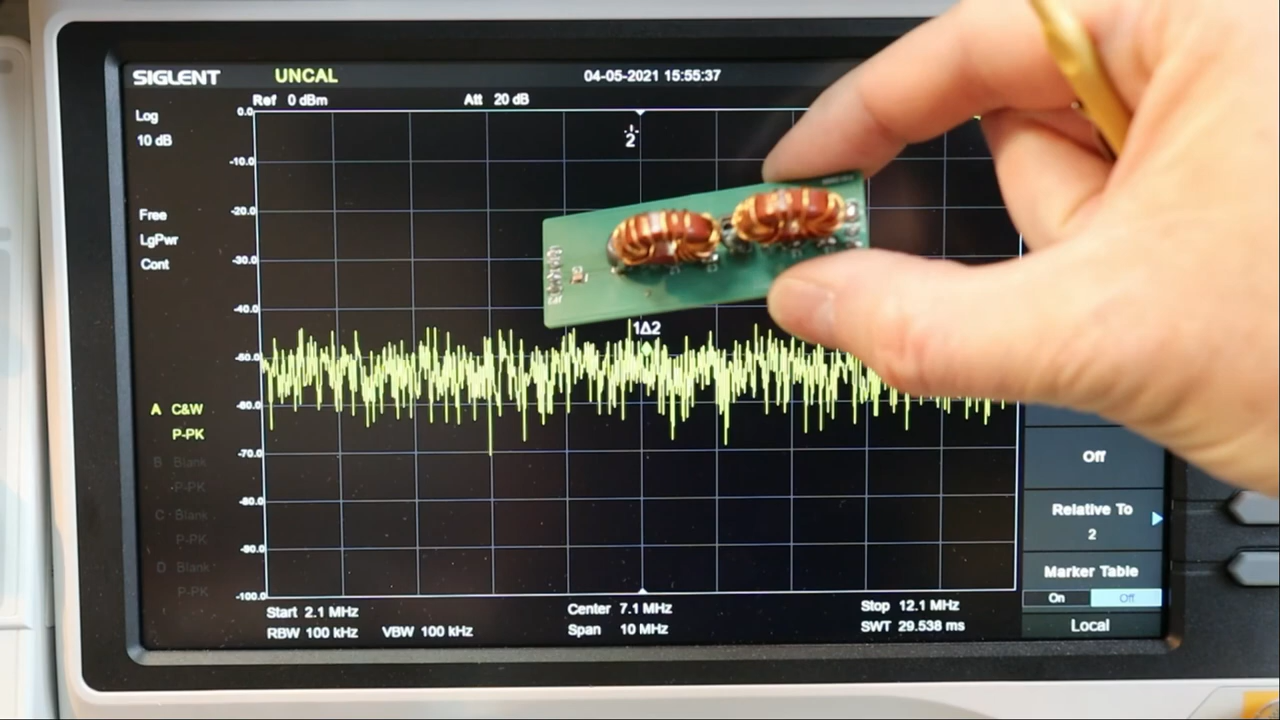 SIGLENT UNCAL 04-05-2021 15:55:37
Ref 0 dBm Att 20 dB
Log
10 dB
Free
LgPwr
Cont
A C&W
P-PK
B Blank
P-PK
C Blank
P-PK
D Blank
P-PK
0.0
-10.0
-20.0
-30.0
-40.0
-50.0
-60.0
-70.0
-80.0
-90.0
-100.0
2
1Δ2
Start 2.1 MHz Center 7.1 MHz Stop 12.1 MHz
RBW 100 kHz VBW 100 kHz Span 10 MHz SWT 29.538 ms
Off
Relative To
2
Marker Table
On Off
Local